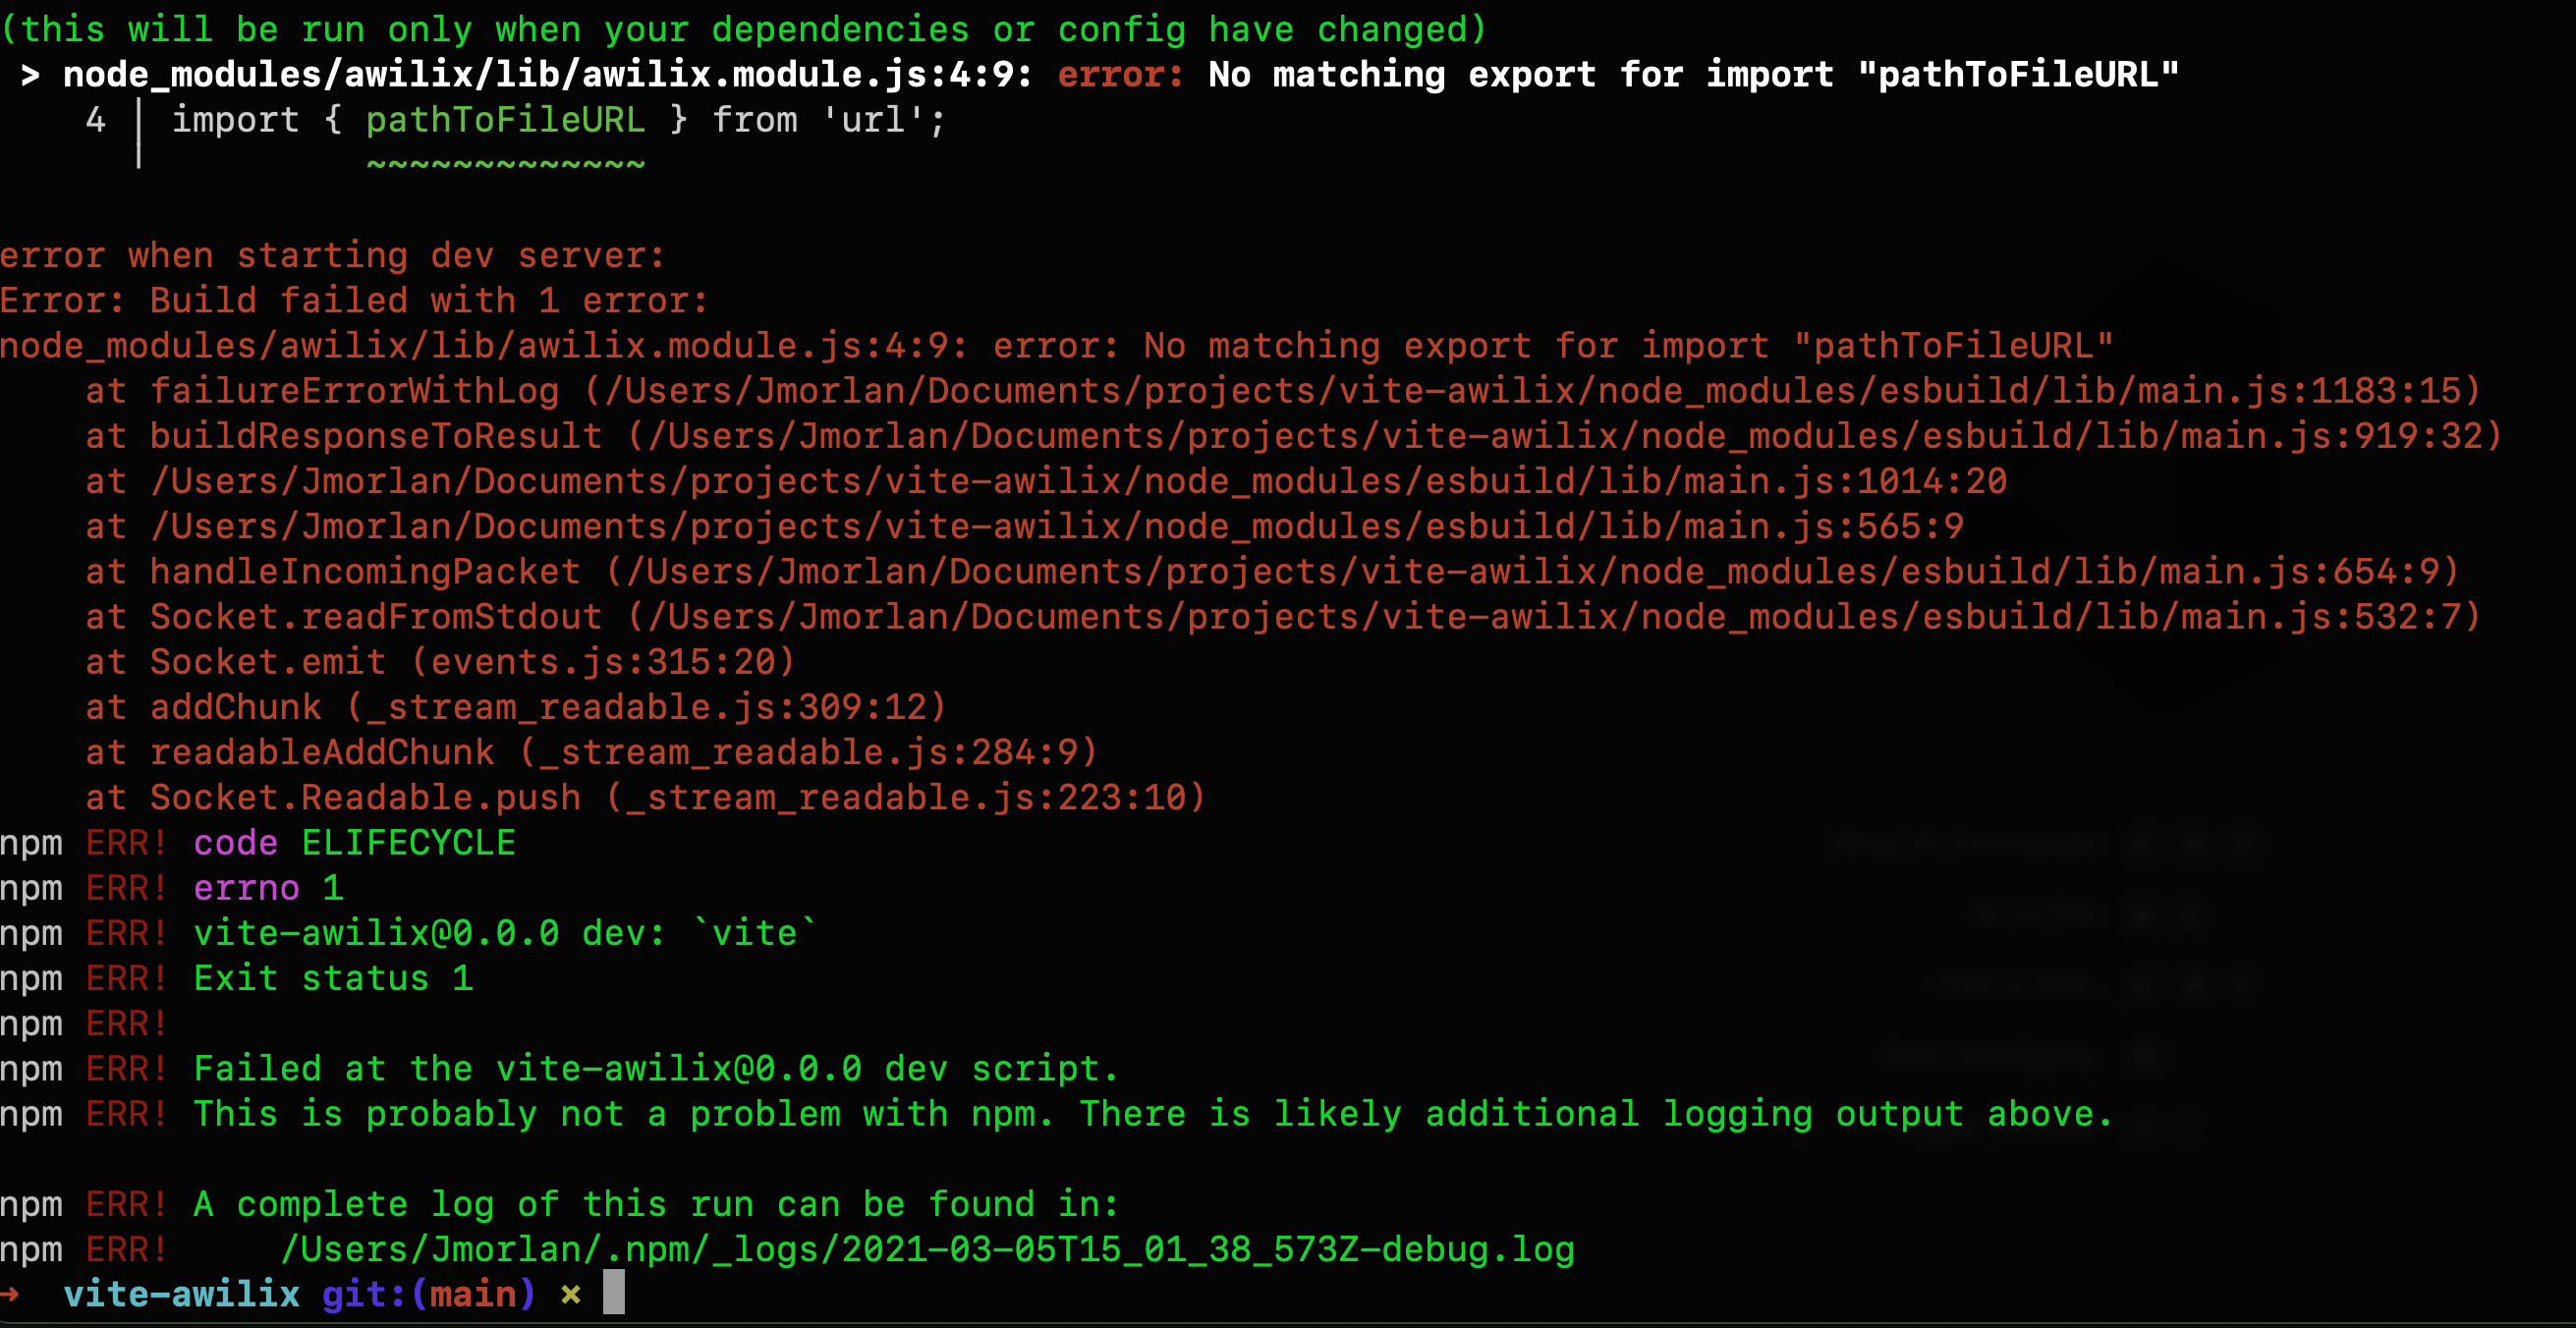 (this will be run only when your dependencies or config have changed)
 > node_modules/awilix/lib/awilix.module.js:4:9: error: No matching export for import "pathToFileURL"
    4 │ import { pathToFileURL } from 'url';
      │          ~~~~~~~~~~~~~

error when starting dev server:
Error: Build failed with 1 error:
node_modules/awilix/lib/awilix.module.js:4:9: error: No matching export for import "pathToFileURL"
    at failureErrorWithLog (/Users/Jmorlan/Documents/projects/vite-awilix/node_modules/esbuild/lib/main.js:1183:15)
    at buildResponseToResult (/Users/Jmorlan/Documents/projects/vite-awilix/node_modules/esbuild/lib/main.js:919:32)
    at /Users/Jmorlan/Documents/projects/vite-awilix/node_modules/esbuild/lib/main.js:1014:20
    at /Users/Jmorlan/Documents/projects/vite-awilix/node_modules/esbuild/lib/main.js:565:9
    at handleIncomingPacket (/Users/Jmorlan/Documents/projects/vite-awilix/node_modules/esbuild/lib/main.js:654:9)
    at Socket.readFromStdout (/Users/Jmorlan/Documents/projects/vite-awilix/node_modules/esbuild/lib/main.js:532:7)
    at Socket.emit (events.js:315:20)
    at addChunk (_stream_readable.js:309:12)
    at readableAddChunk (_stream_readable.js:284:9)
    at Socket.Readable.push (_stream_readable.js:223:10)
npm ERR! code ELIFECYCLE
npm ERR! errno 1
npm ERR! vite-awilix@0.0.0 dev: `vite`
npm ERR! Exit status 1
npm ERR!
npm ERR! Failed at the vite-awilix@0.0.0 dev script.
npm ERR! This is probably not a problem with npm. There is likely additional logging output above.

npm ERR! A complete log of this run can be found in:
npm ERR!     /Users/Jmorlan/.npm/_logs/2021-03-05T15_01_38_573Z-debug.log
→  vite-awilix git:(main) ×